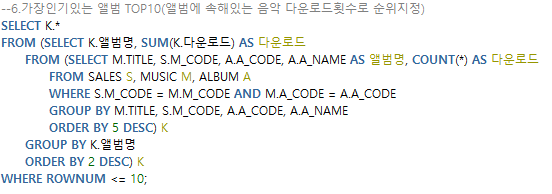 --6.가장인기있는 앨범 TOP10(앨범에 속해있는 음악 다운로드횟수로 순위지정)
SELECT K.*
FROM (SELECT K.앨범명, SUM(K.다운로드) AS 다운로드
FROM (SELECT M.TITLE, S.M_CODE, A.A_CODE, A.A_NAME AS 앨범명, COUNT(*) AS 다운로드
FROM SALES S, MUSIC M, ALBUM A
WHERE S.M_CODE = M.M_CODE AND M.A_CODE = A.A_CODE
GROUP BY M.TITLE, S.M_CODE, A.A_CODE, A.A_NAME
ORDER BY 5 DESC) K
GROUP BY K.앨범명
ORDER BY 2 DESC) K
WHERE ROWNUM <= 10;